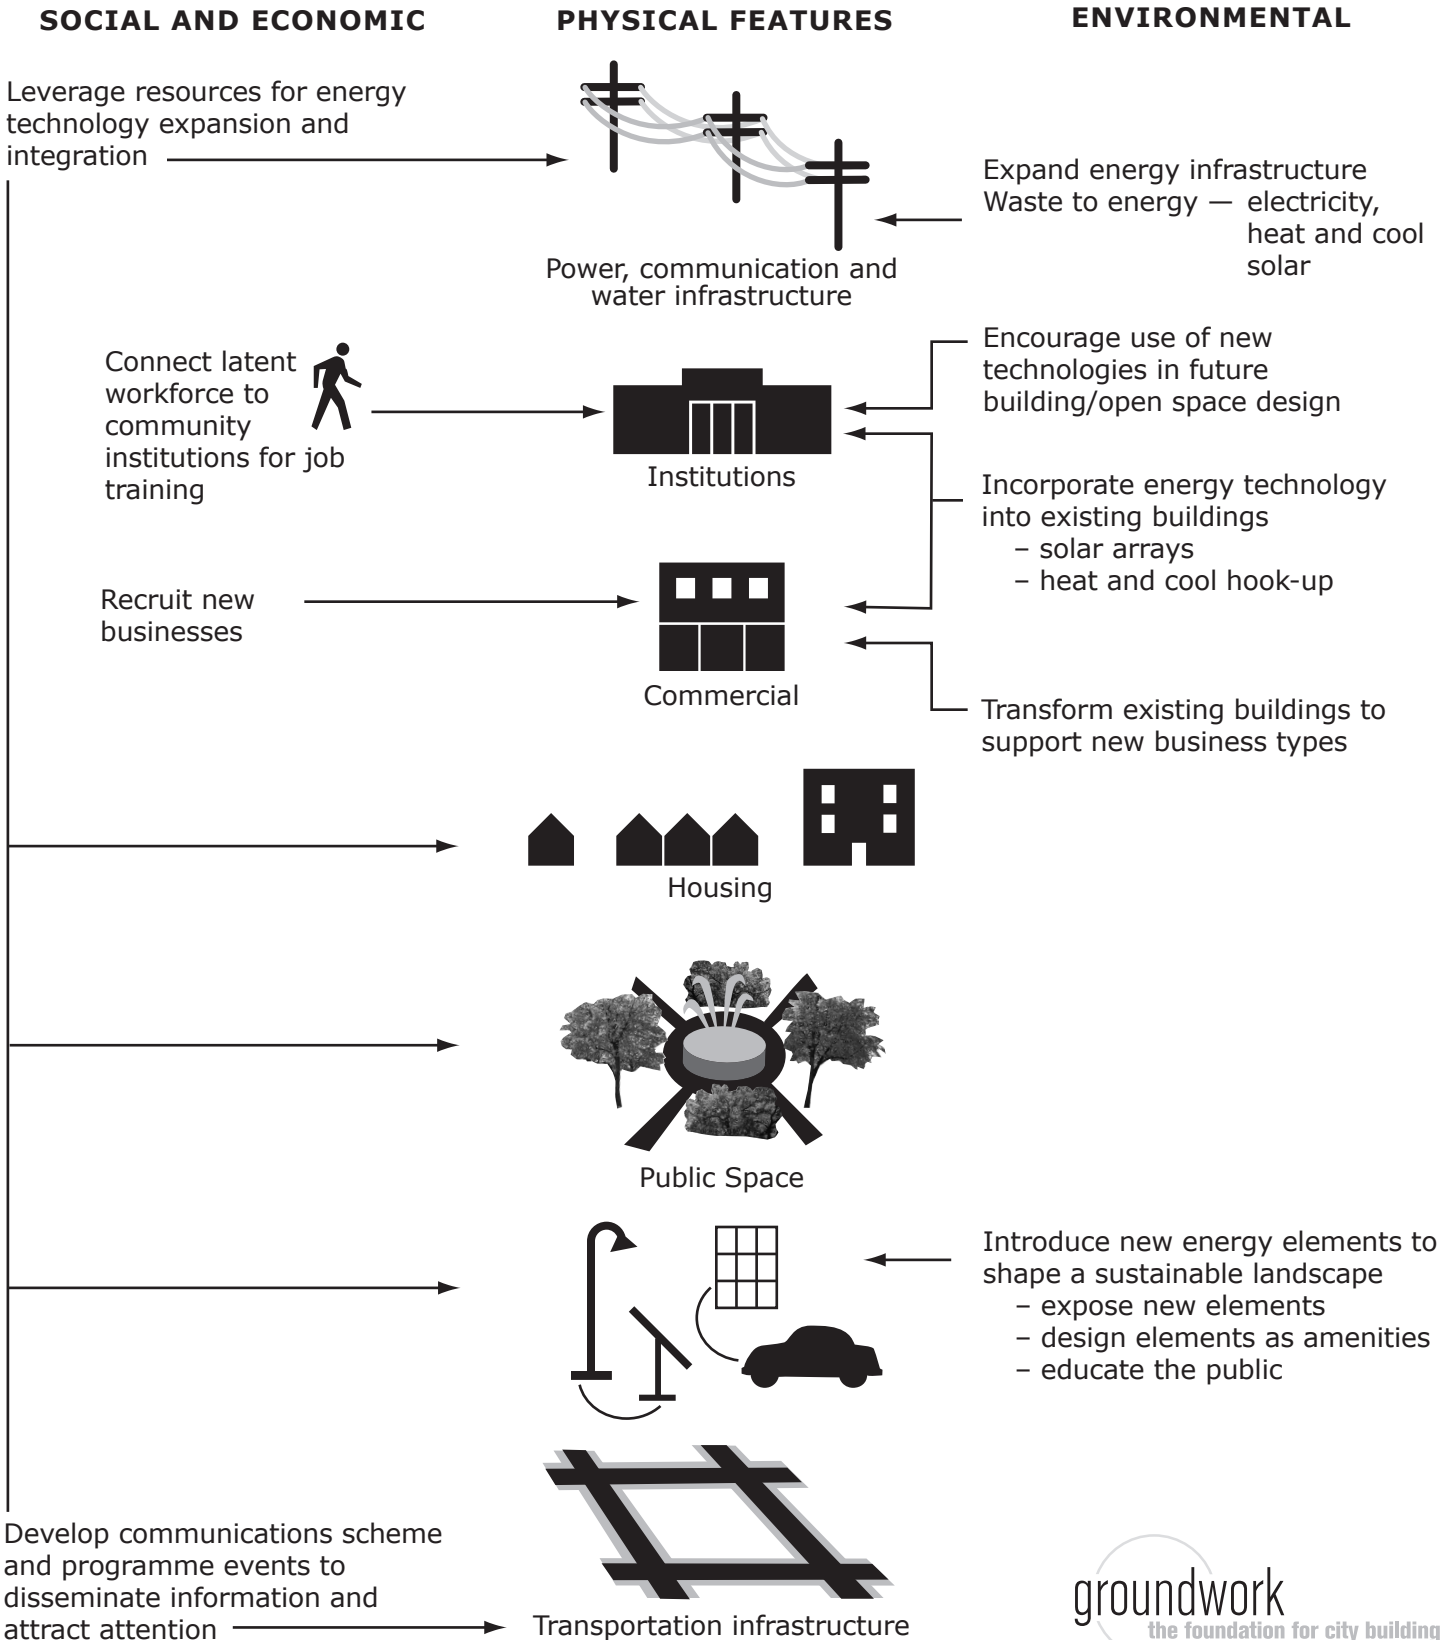 SOCIAL AND ECONOMIC
PHYSICAL FEATURES
ENVIRONMENTAL
Leverage resources for energy
technology expansion and
integration
Power, communication and
water infrastructure
Expand energy infrastructure
Waste to energy — electricity,
heat and cool
solar
Connect latent
workforce to
community
institutions for job
training
Institutions
Encourage use of new
technologies in future
building/open space design
Incorporate energy technology
into existing buildings
– solar arrays
– heat and cool hook-up
Recruit new
businesses
Commercial
Transform existing buildings to
support new business types
Housing
Public Space
Introduce new energy elements to
shape a sustainable landscape
– expose new elements
– design elements as amenities
– educate the public
Develop communications scheme
and programme events to
disseminate information and
attract attention
Transportation infrastructure
groundwork
the foundation for city building